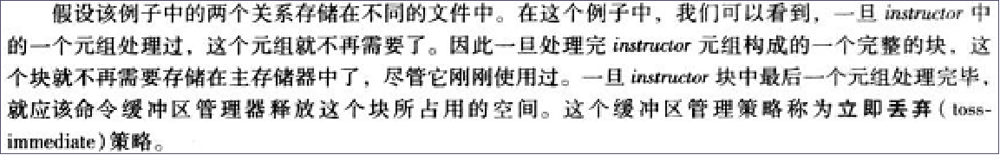 假设该例子中的两个关系存储在不同的文件中。在这个例子中，我们可以看到，一旦 instructor 中
的一个元组处理过，这个元组就不再需要了。因此一旦处理完 instructor 元组构成的一个完整的块，这
个块就不再需要存储在主存储器中了，尽管它刚刚使用过。一旦 instructor 块中最后一个元组处理完毕，
就应该命令缓冲区管理器释放这个块所占用的空间。这个缓冲区管理策略称为立即丢弃(toss-
immediate)策略。